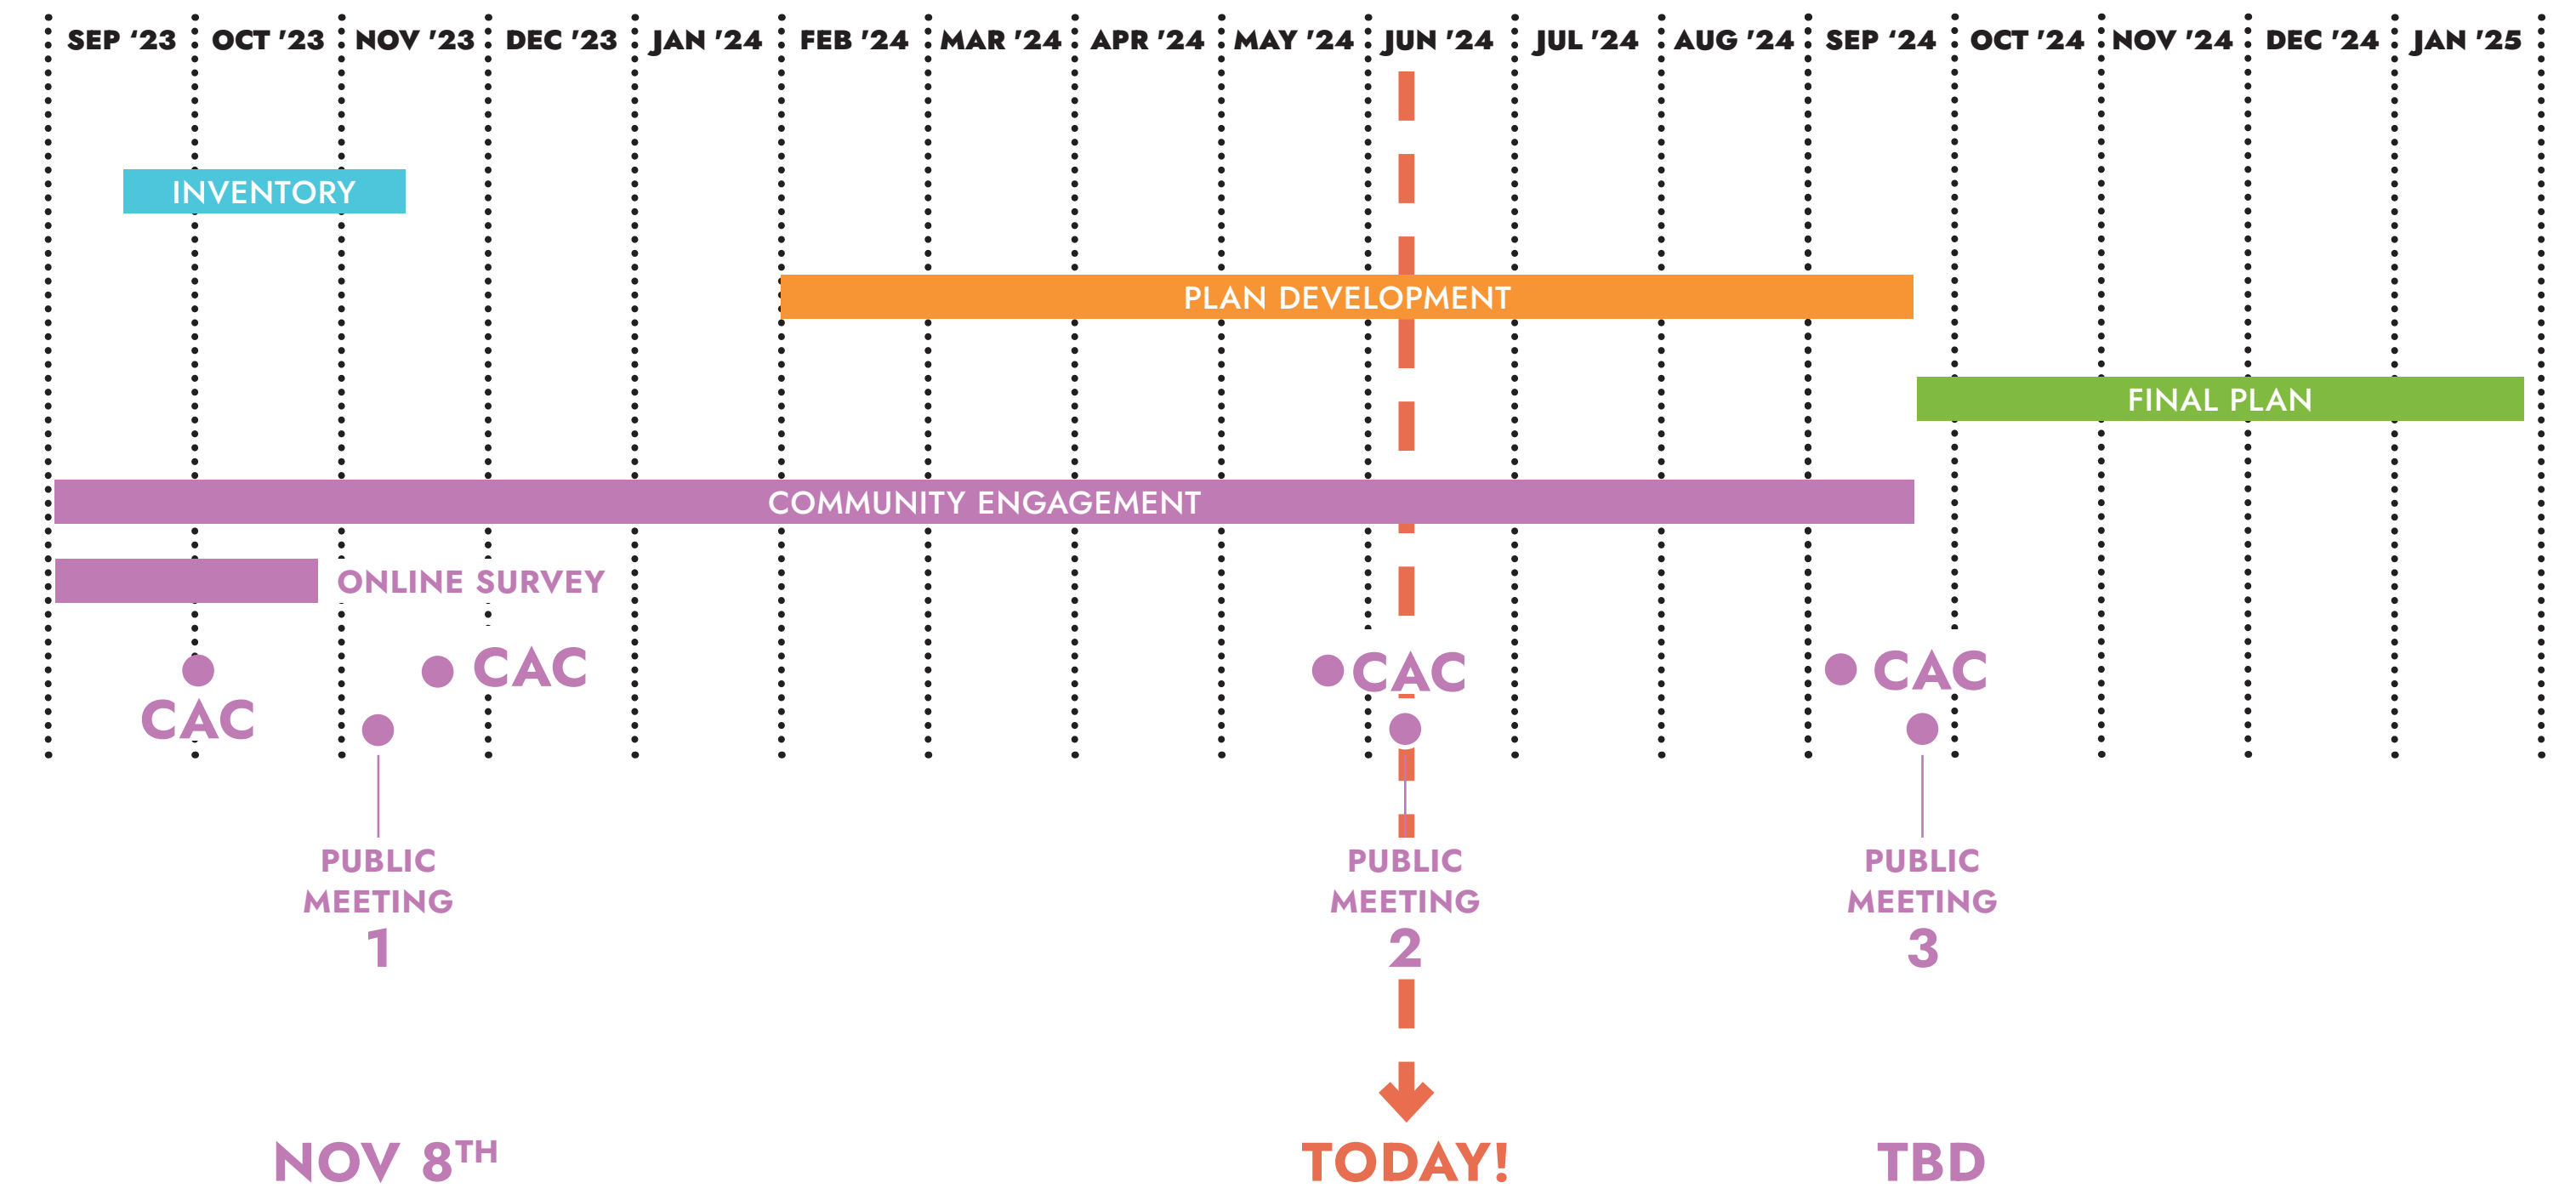 SEP ‘23 OCT ’23 NOV ’23 DEC ’23 JAN ’24 FEB ’24 MAR ’24 APR ’24 MAY ’24 JUN ’24 JUL ’24 AUG ’24 SEP ’24 OCT ’24 NOV ’24 DEC ’24 JAN ’25
INVENTORY
PLAN DEVELOPMENT
FINAL PLAN
COMMUNITY ENGAGEMENT
ONLINE SURVEY
CAC
CAC
CAC
CAC
PUBLIC
MEETING
1
PUBLIC
MEETING
2
PUBLIC
MEETING
3
NOV 8TH
TODAY!
TBD